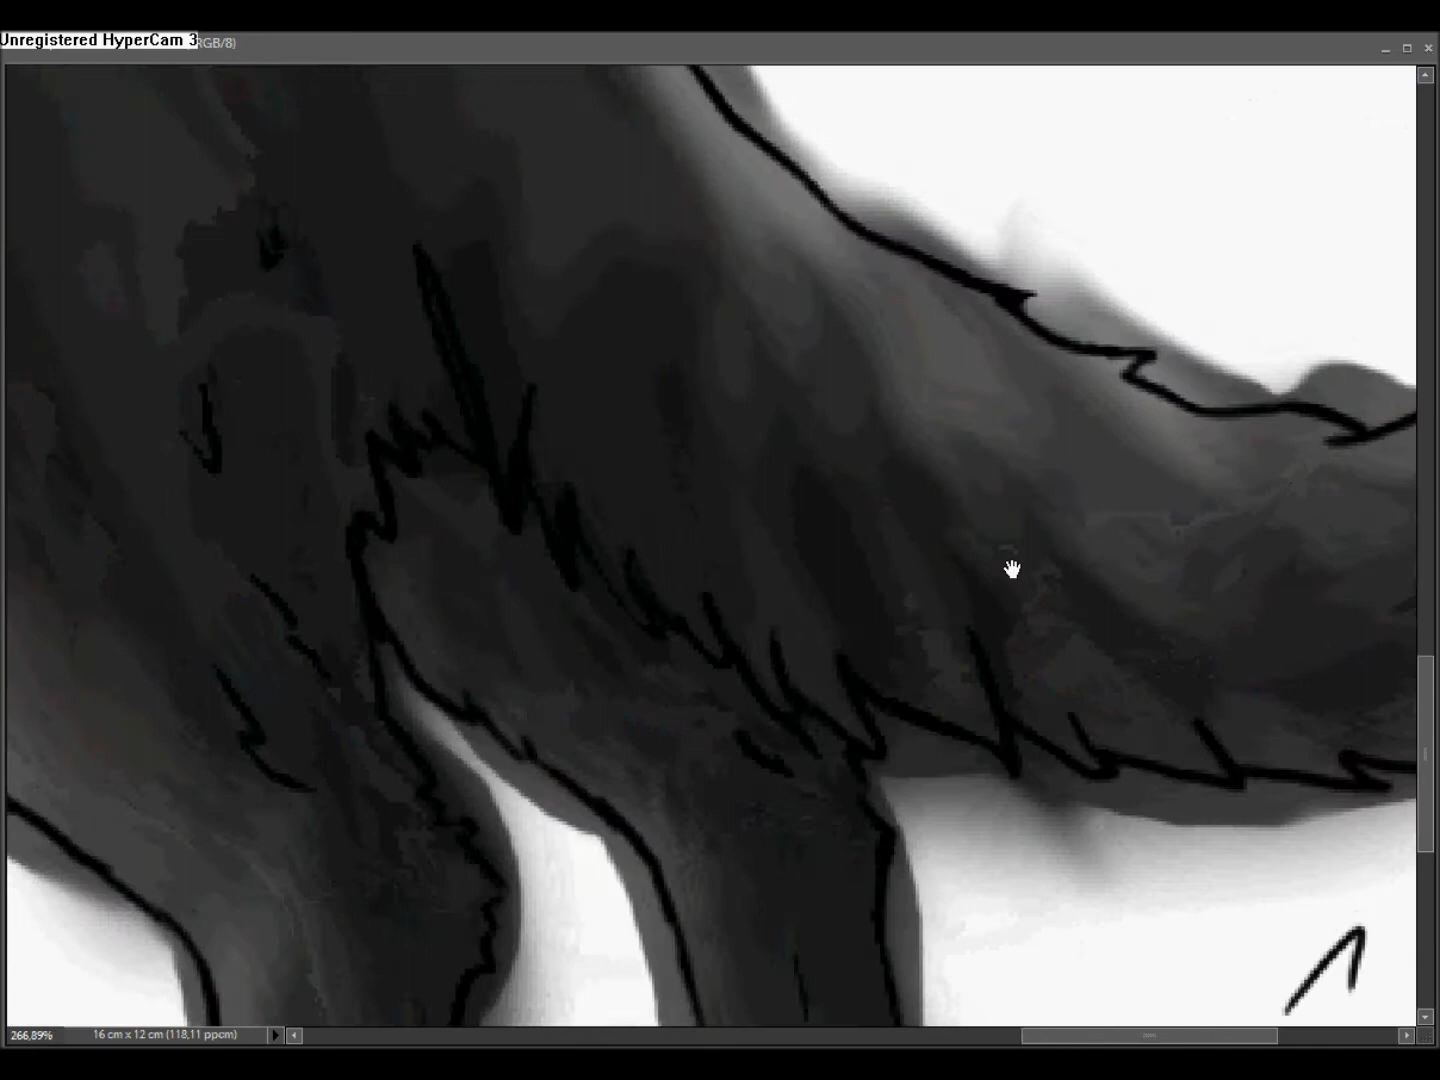 Unregistered HyperCam 3
RGB/8)
266,89%
16 cm x 12 cm (118,11 ppcm)